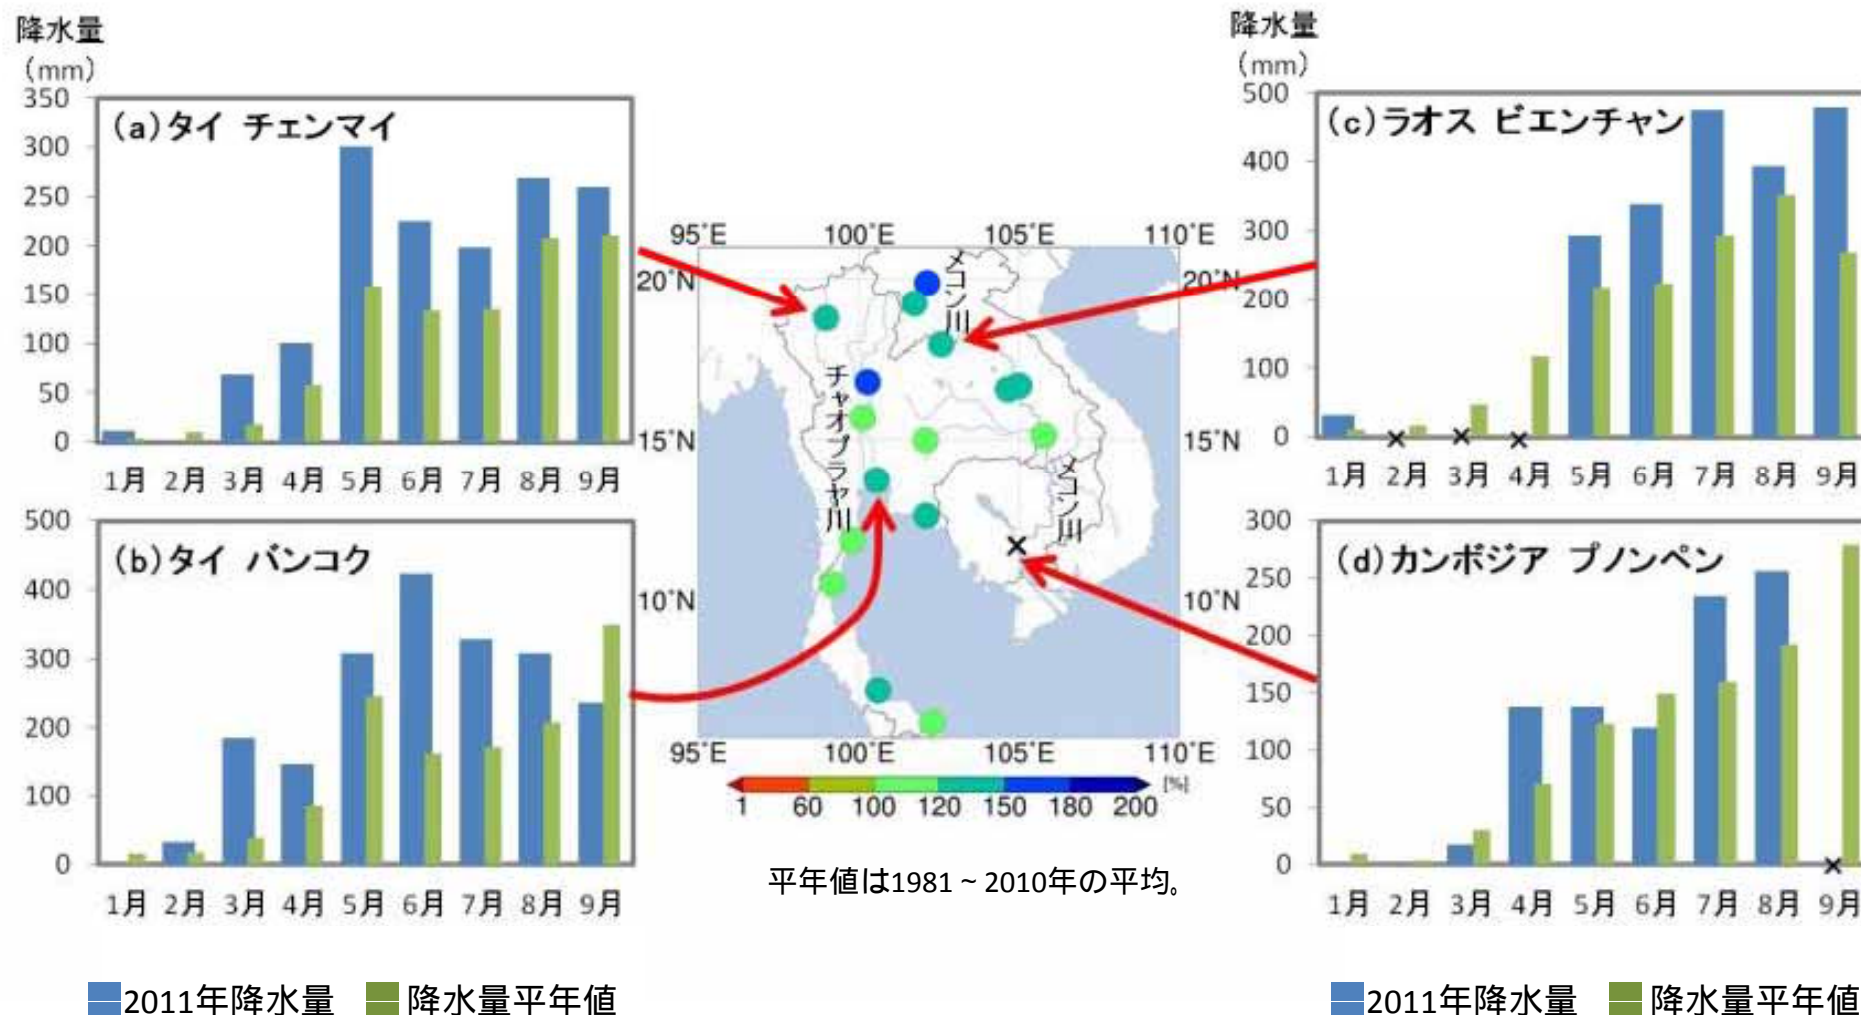 降水量
（mm）
350
300
250
200
150
100
50
0
（a）タイ チェンマイ
1月 2月 3月 4月 5月 6月 7月 8月 9月
500
400
300
200
100
0
（b）タイ バンコク
1月 2月 3月 4月 5月 6月 7月 8月 9月
2011年降水量 降水量平年値
95°E 100°E 105°E 110°E
20°N 20°N
15°N 15°N
10°N 10°N
メコン川
チャオプラヤ川
メコン川
95°E 100°E 105°E 110°E
1 60 100 120 150 180 200 [%]
平年値は1981 ~ 2010年の平均。
降水量
（mm）
500
400
300
200
100
0
（c）ラオス ビエンチャン
1月 2月 3月 4月 5月 6月 7月 8月 9月
300
250
200
150
100
50
0
（d）カンボジア プノンペン
1月 2月 3月 4月 5月 6月 7月 8月 9月
2011年降水量 降水量平年値